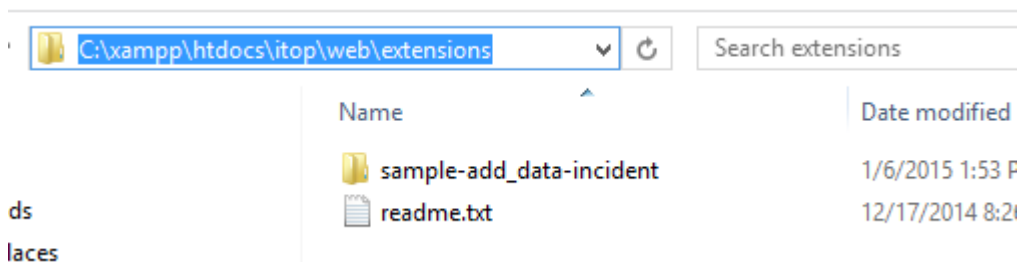 C:\xampp\htdocs\itop\web\extensions Search extensions
Name Date modified
sample-add_data-incident 1/6/2015 1:53 P
ds readme.txt 12/17/2014 8:26
laces